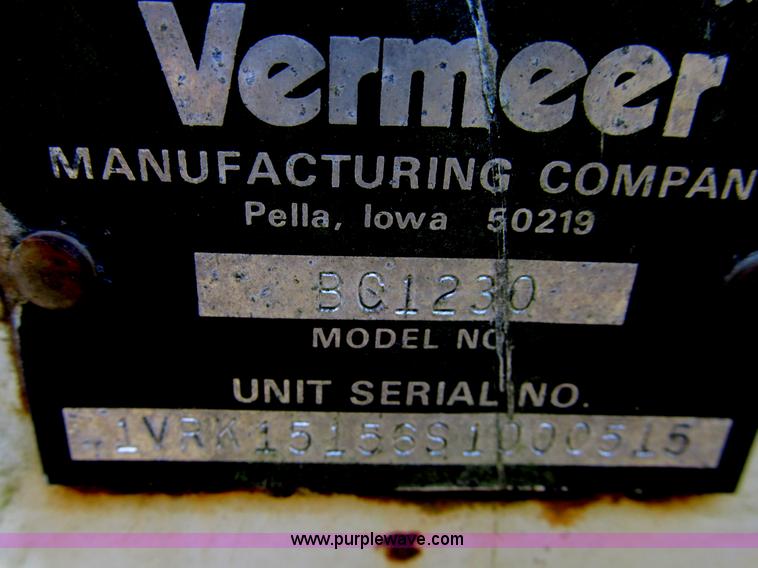 Vermeer
MANUFACTURING COMPAN
Pella, Iowa 50219
BC1230
MODEL NO
UNIT SERIAL NO.
1VRK15156S1000515
www.purplewave.com